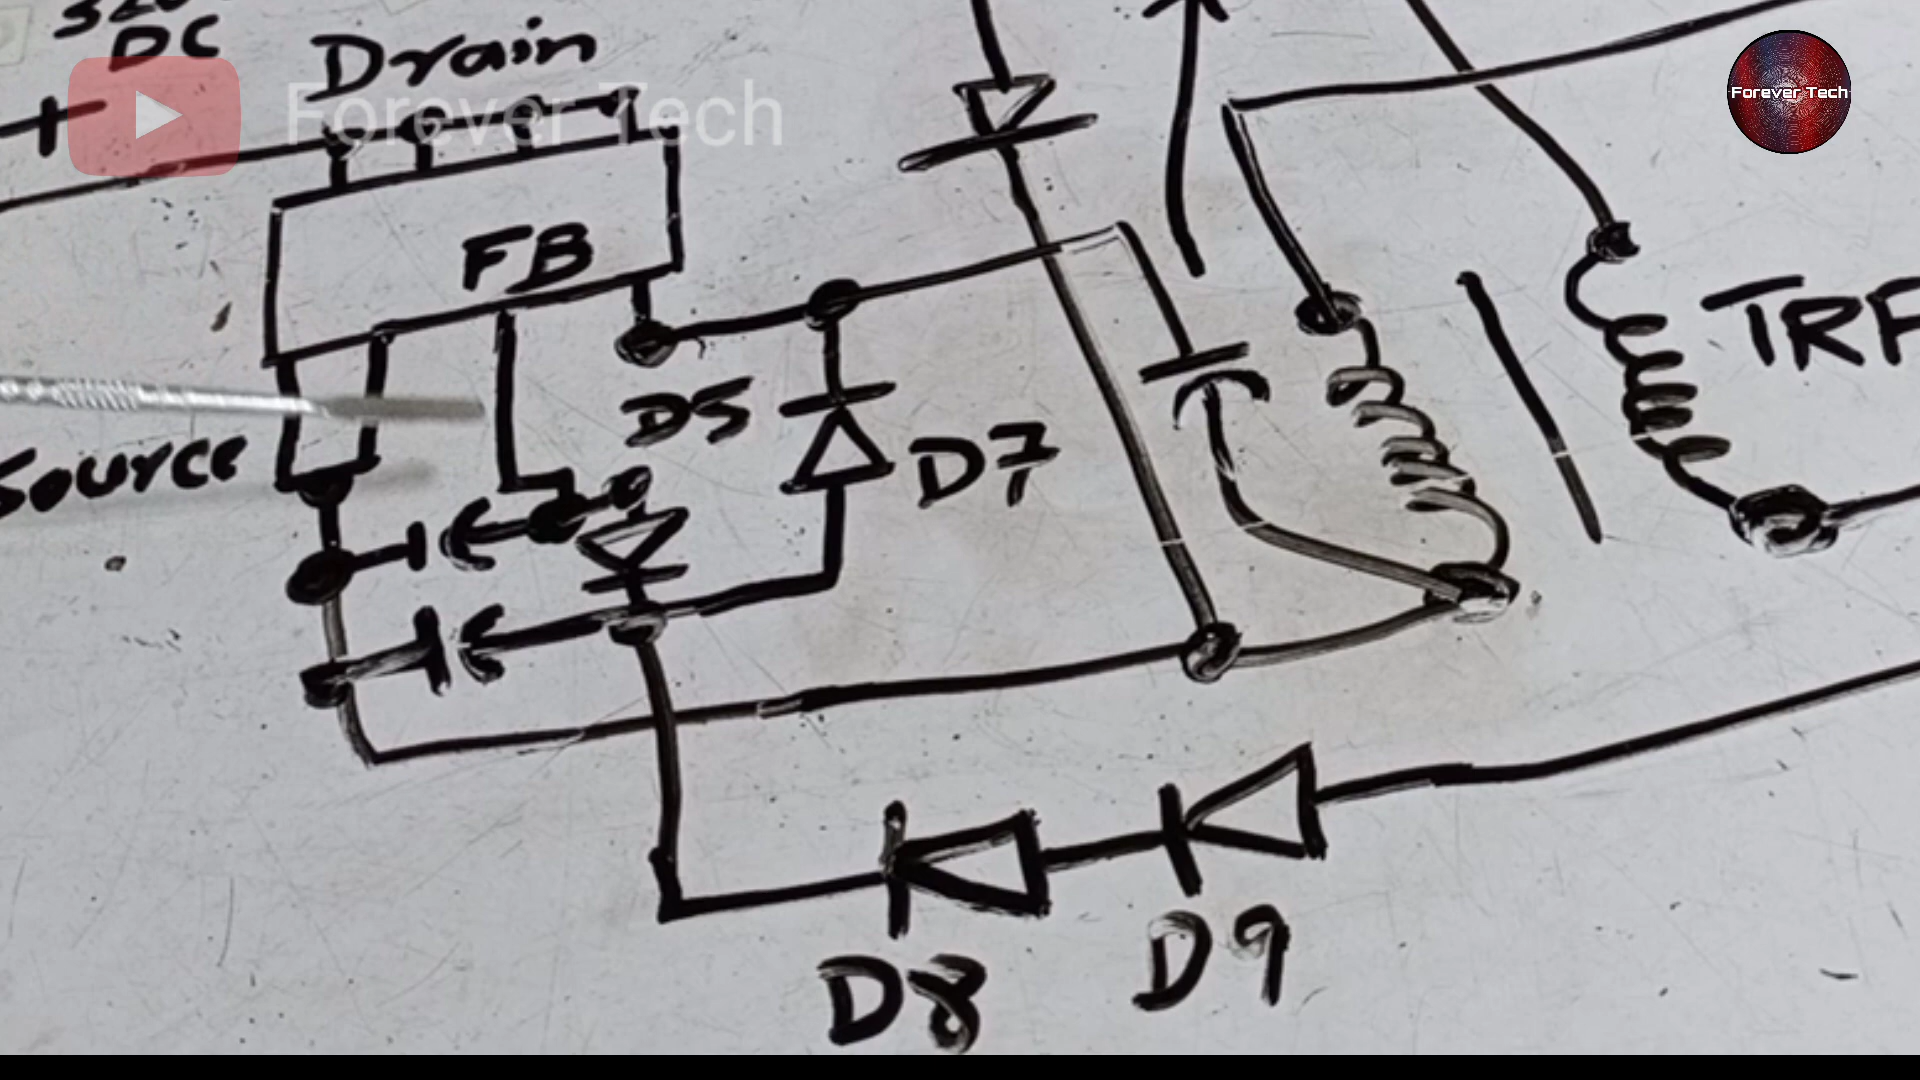 DC
Drain
Forever Tech
Forever Tech
FB
TRF
D5
D7
Source
D9
D8